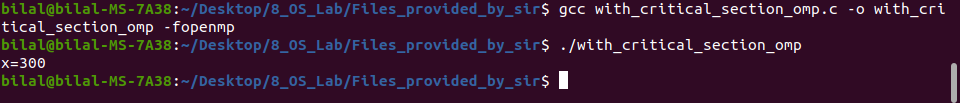 bilal@bilal-MS-7A38:~/Desktop/8_OS_Lab/Files_provided_by_sir$ gcc with_critical_section_omp.c -o with_cri
tical_section_omp -fopenmp
bilal@bilal-MS-7A38:~/Desktop/8_OS_Lab/Files_provided_by_sir$ ./with_critical_section_omp
x=300
bilal@bilal-MS-7A38:~/Desktop/8_OS_Lab/Files_provided_by_sir$